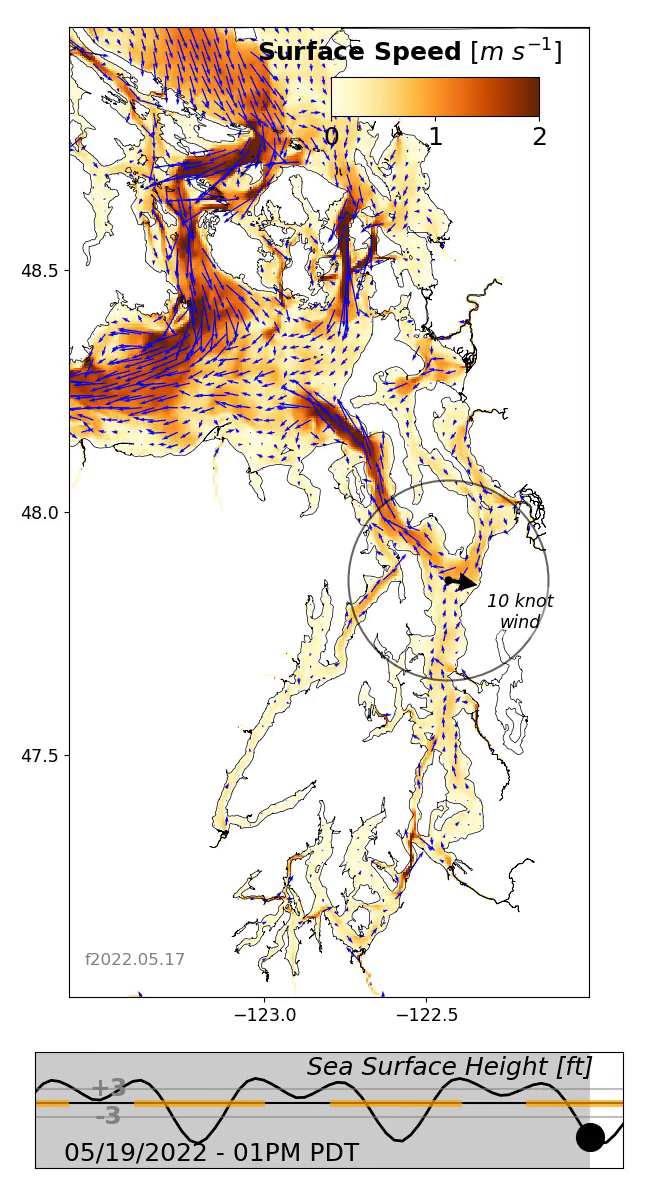 Surface Speed [m s⁻¹]
0 1 2
48.5
48.0
10 knot
wind
47.5
f2022.05.17
−123.0 −122.5
Sea Surface Height [ft]
+3
-3
05/19/2022 - 01PM PDT